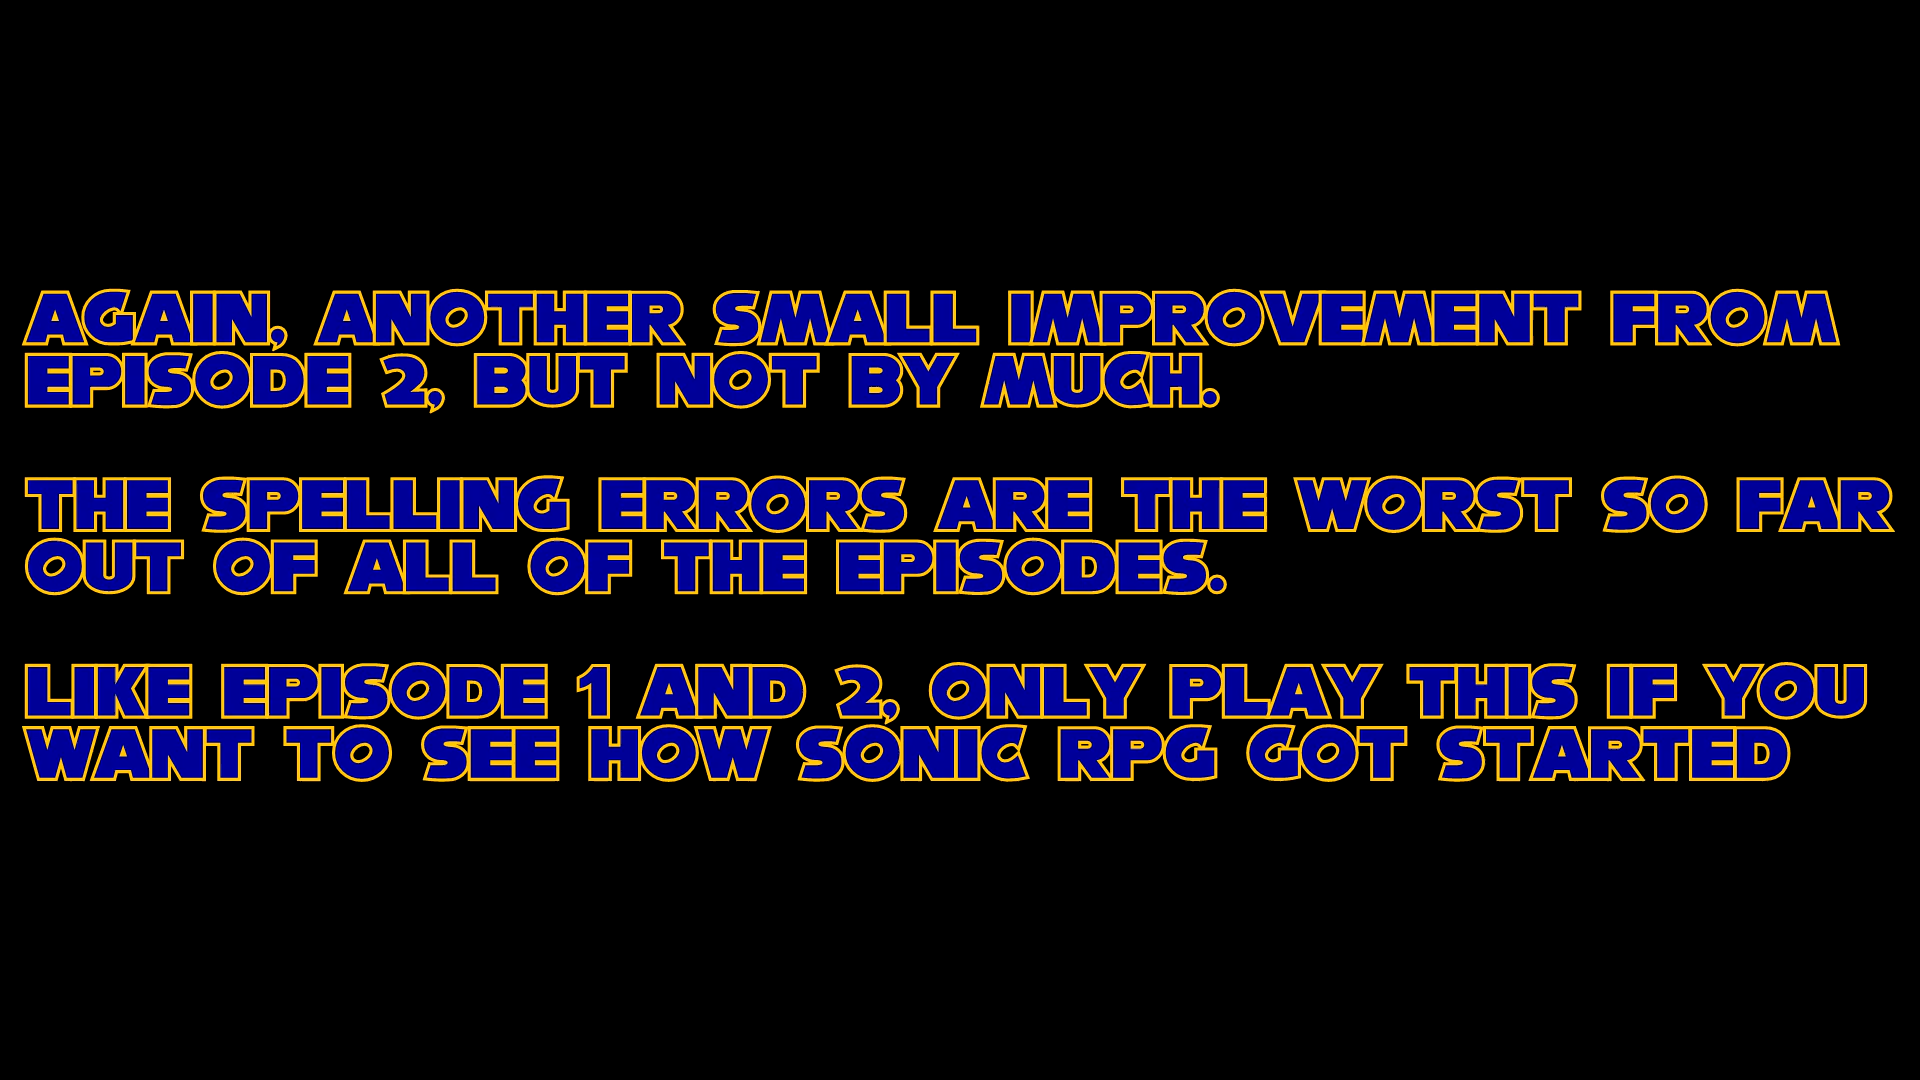 AGAIN, ANOTHER SMALL IMPROVEMENT FROM
EPISODE 2, BUT NOT BY MUCH.
THE SPELLING ERRORS ARE THE WORST SO FAR
OUT OF ALL OF THE EPISODES.
LIKE EPISODE 1 AND 2, ONLY PLAY THIS IF YOU
WANT TO SEE HOW SONIC RPG GOT STARTED